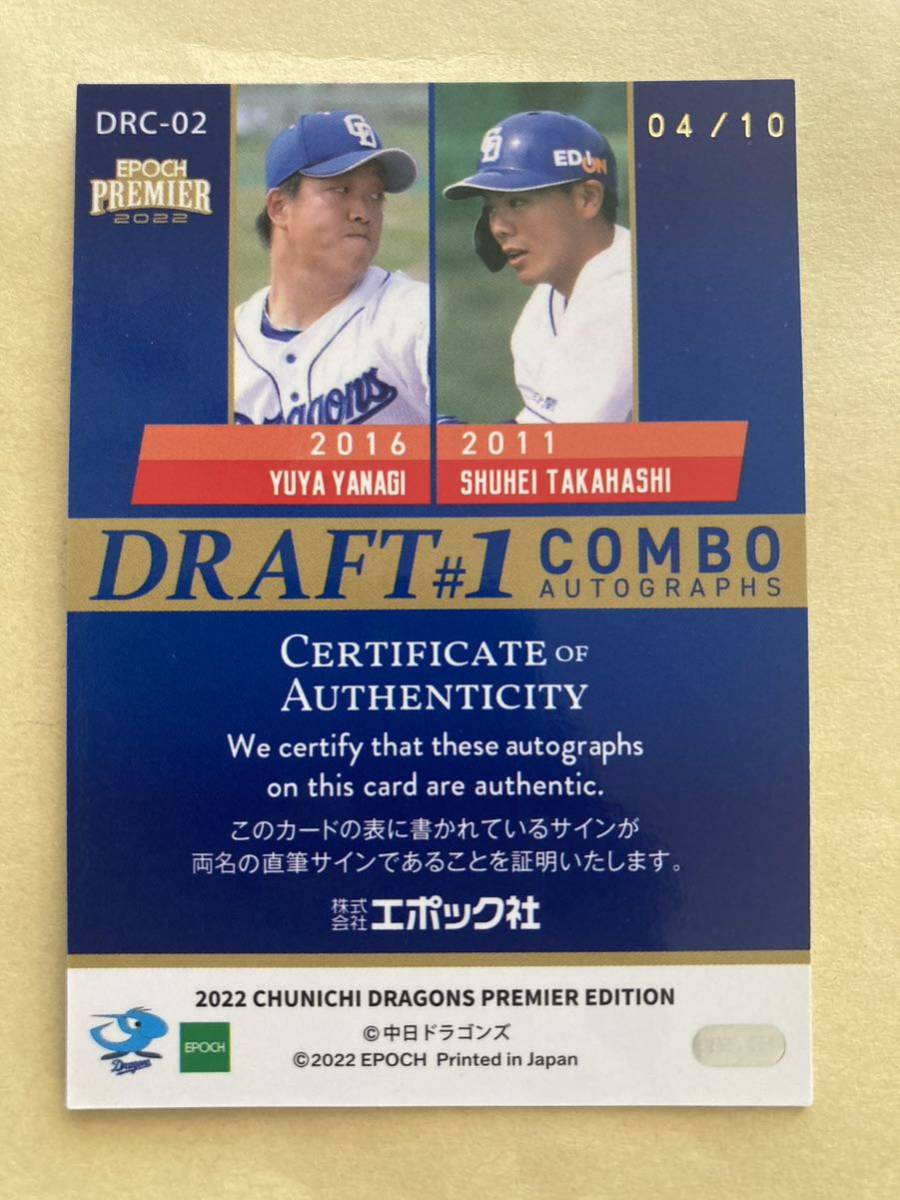 DRC-02
04/10
EPOCH
PREMIER
2022
CD
CD
EDION
Dragons
2016
YUYA YANAGI
2011
SHUHEI TAKAHASHI
DRAFT#1 COMBO
AUTOGRAPHS
CERTIFICATE OF
AUTHENTICITY
We certify that these autographs
on this card are authentic.
このカードの表に書かれているサインが
両名の直筆サインであることを証明いたします。
株式会社エポック社
2022 CHUNICHI DRAGONS PREMIER EDITION
©中日ドラゴンズ
©2022 EPOCH Printed in Japan
Dragons
EPOCH